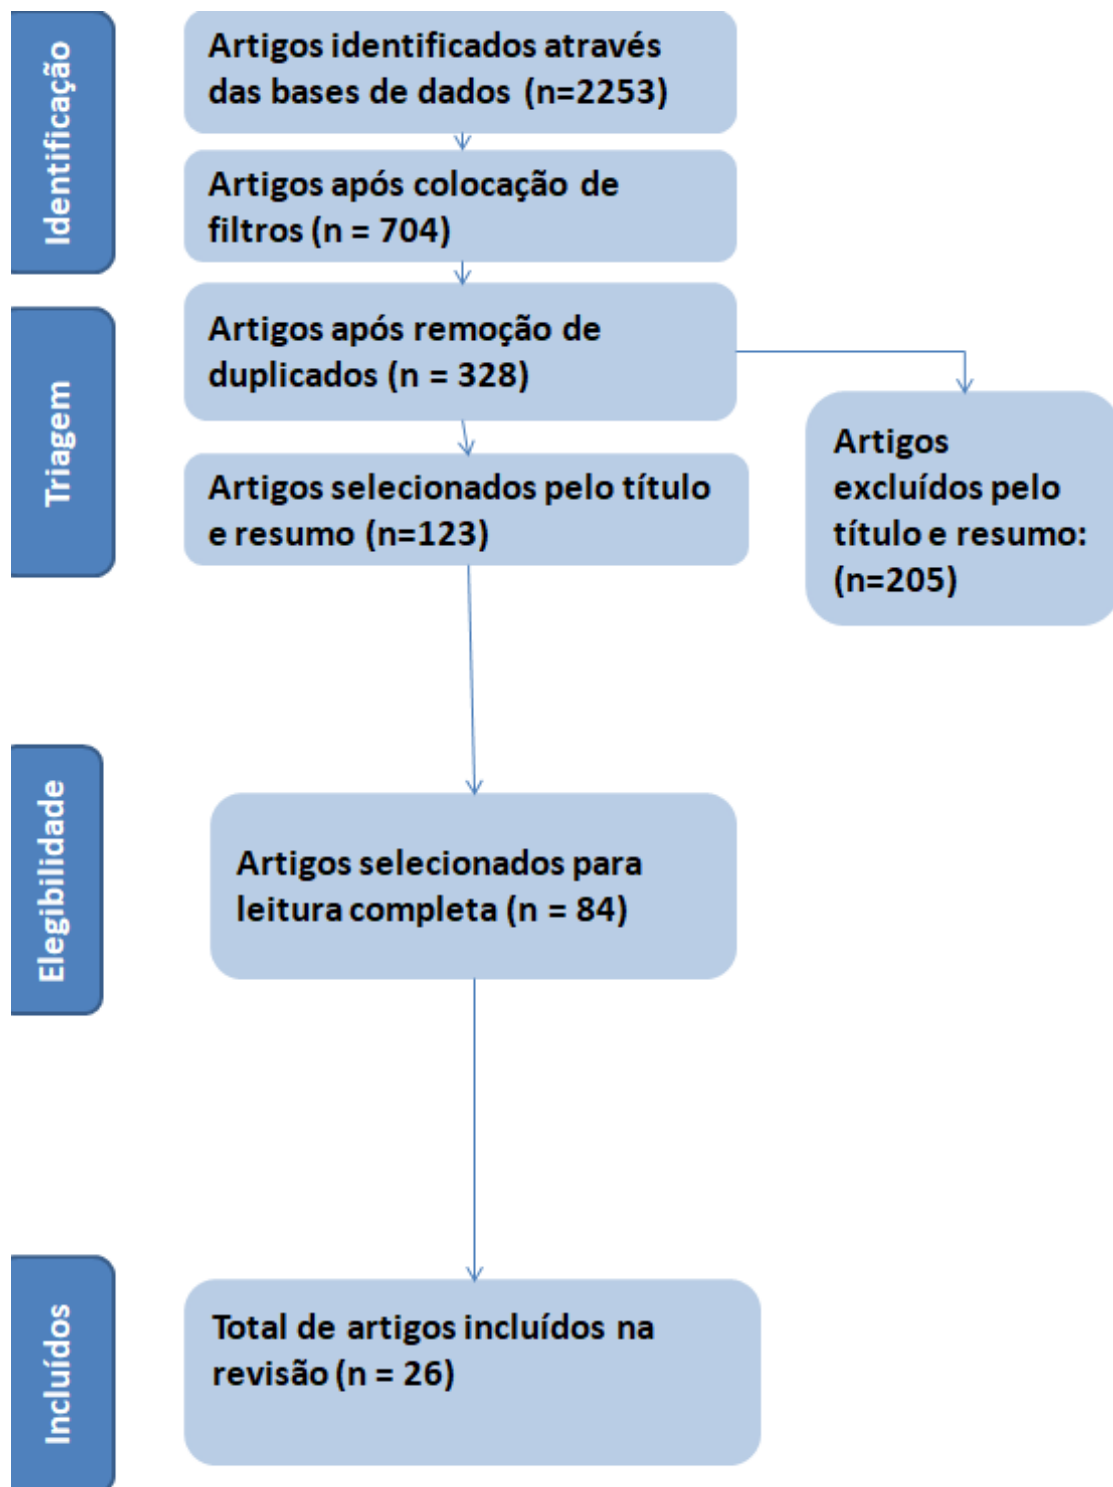 Identificação
Artigos identificados através
das bases de dados (n=2253)
Artigos após colocação de
filtros (n = 704)
Triagem
Artigos após remoção de
duplicados (n = 328)
Artigos selecionados pelo título
e resumo (n=123)
Artigos
excluídos pelo
título e resumo:
(n=205)
Elegibilidade
Artigos selecionados para
leitura completa (n = 84)
Incluídos
Total de artigos incluídos na
revisão (n = 26)